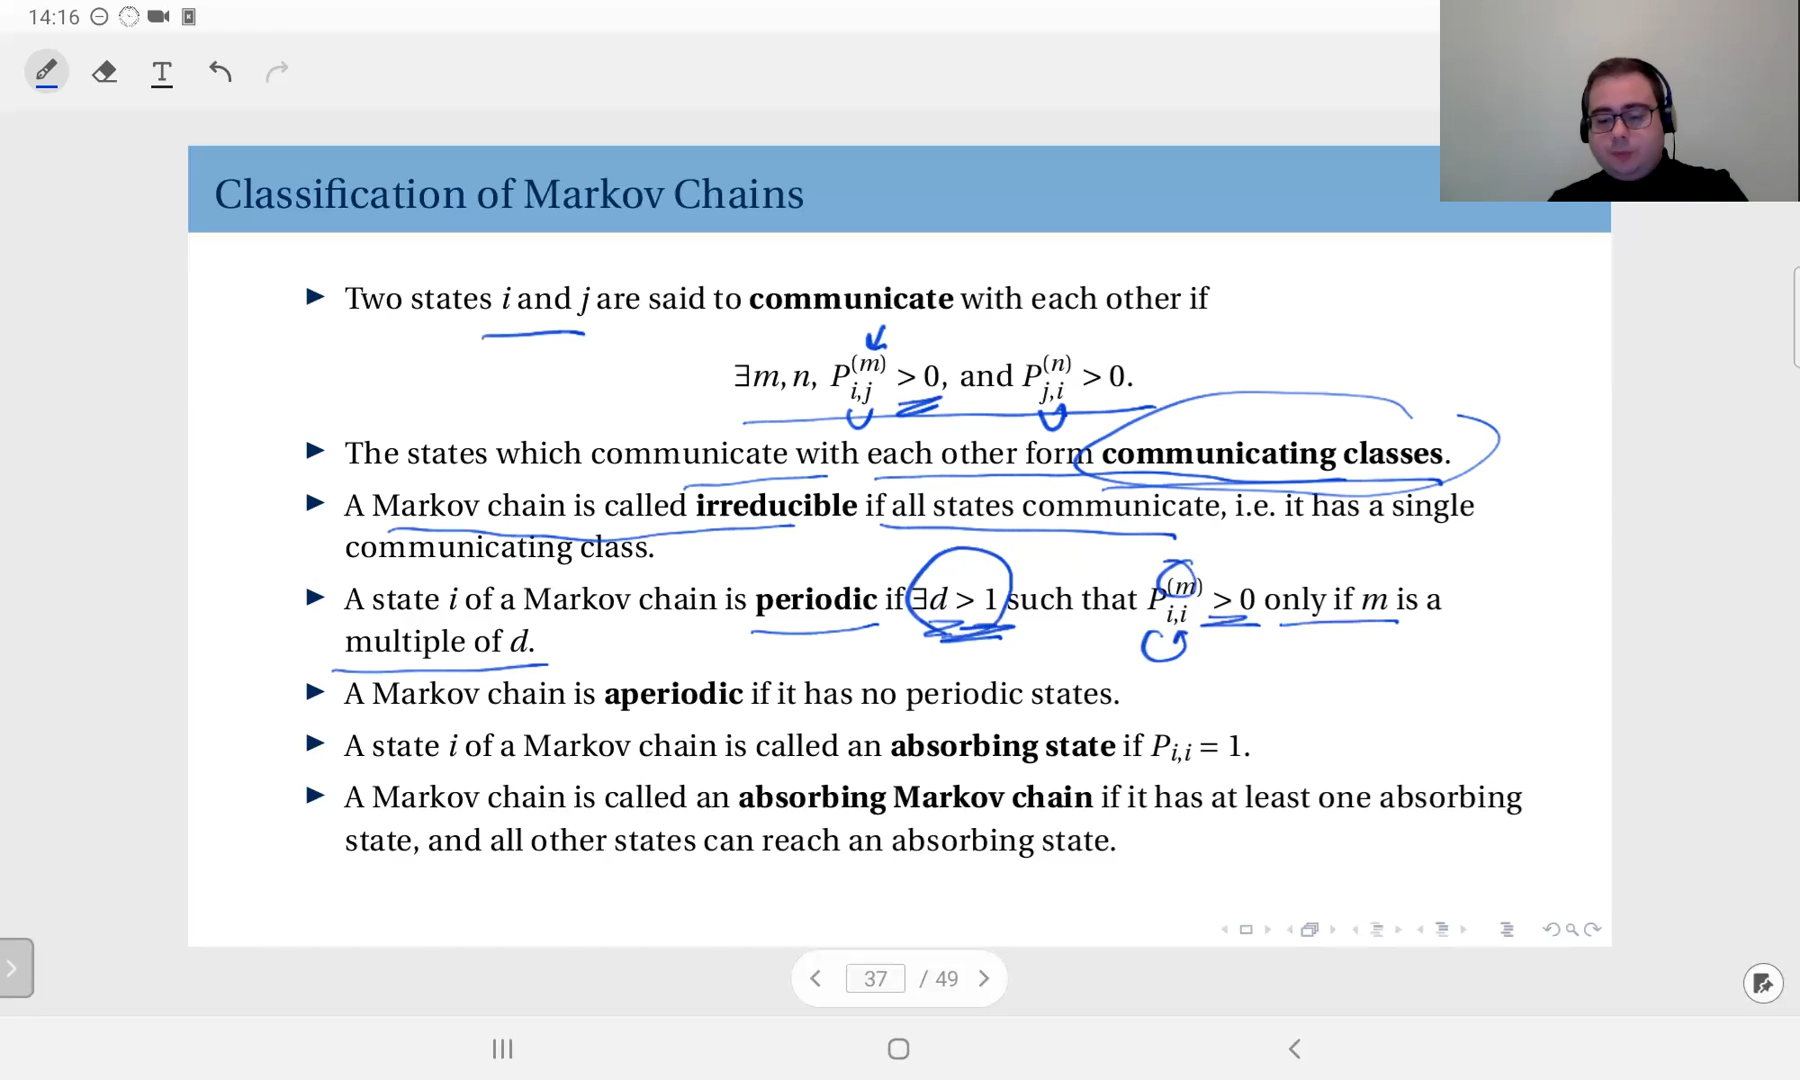 14:16
T
Classification of Markov Chains
► Two states i and j are said to communicate with each other if
∃m, n, P_{i,j}^{(m)} > 0, and P_{j,i}^{(n)} > 0.
► The states which communicate with each other form communicating classes.
► A Markov chain is called irreducible if all states communicate, i.e. it has a single
communicating class.
► A state i of a Markov chain is periodic if ∃d > 1 such that P_{i,i}^{(m)} > 0 only if m is a
multiple of d.
► A Markov chain is aperiodic if it has no periodic states.
► A state i of a Markov chain is called an absorbing state if P_{i,i} = 1.
► A Markov chain is called an absorbing Markov chain if it has at least one absorbing
state, and all other states can reach an absorbing state.
37 / 49